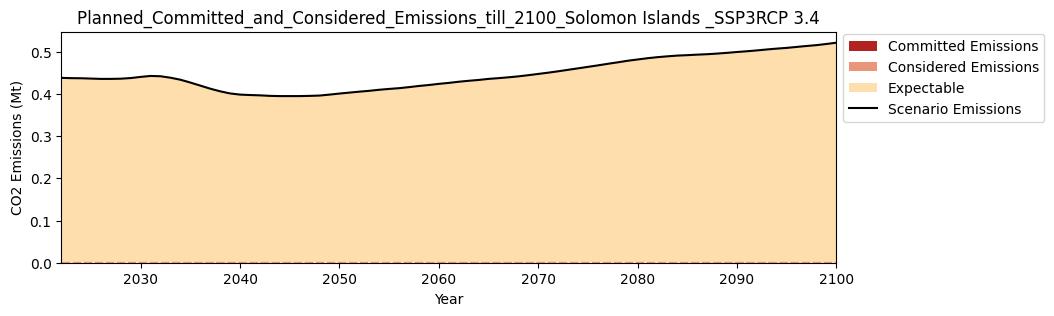 Planned_Committed_and_Considered_Emissions_till_2100_Solomon Islands _SSP3RCP 3.4
CO2 Emissions (Mt)
0.5
0.4
0.3
0.2
0.1
0.0
2030 2040 2050 2060 2070 2080 2090 2100
Year
Committed Emissions
Considered Emissions
Expectable
Scenario Emissions